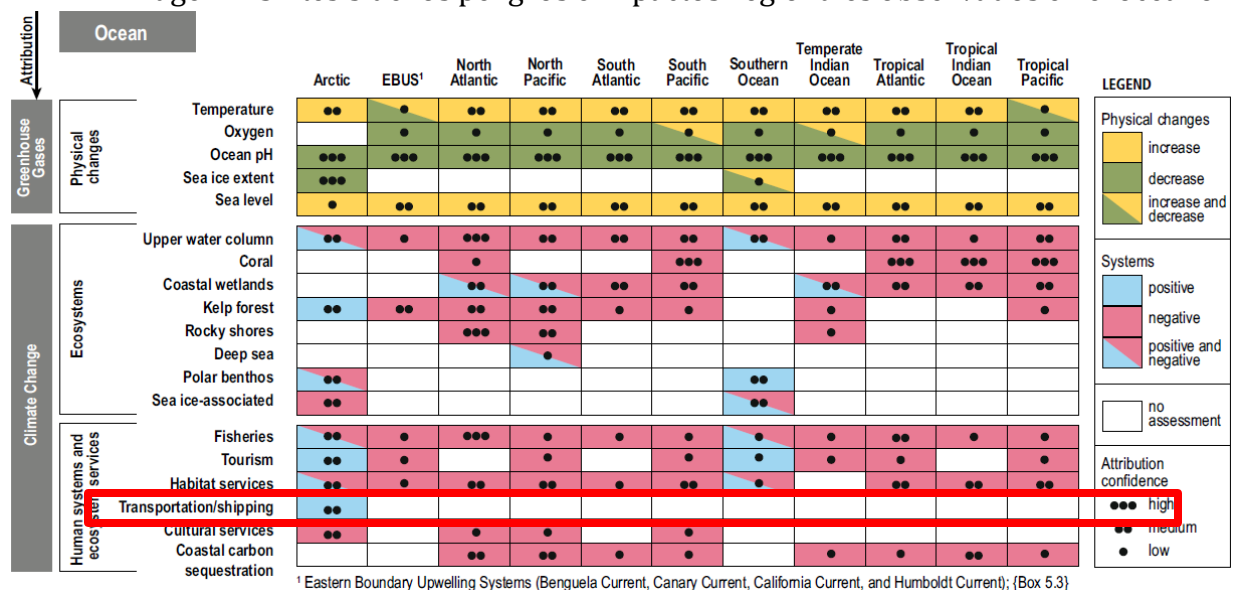 Ocean
Attribution
Arctic
EBUS¹
North Atlantic
North Pacific
South Atlantic
South Pacific
Southern Ocean
Temperate Indian Ocean
Tropical Atlantic
Tropical Indian Ocean
Tropical Pacific
Greenhouse Gases
Physical changes
Temperature
Oxygen
Ocean pH
Sea ice extent
Sea level
Climate Change
Ecosystems
Upper water column
Coral
Coastal wetlands
Kelp forest
Rocky shores
Deep sea
Polar benthos
Sea ice-associated
Human systems and
Fisheries
Tourism
Habitat services
Transportation/shipping
Cultural services
Coastal carbon
sequestration
LEGEND
Physical changes
increase
decrease
increase and
decrease
Systems
positive
negative
positive and
negative
no
assessment
Attribution
confidence
high
medium
low
¹ Eastern Boundary Upwelling Systems (Benguela Current, Canary Current, California Current, and Humboldt Current); {Box 5.3}